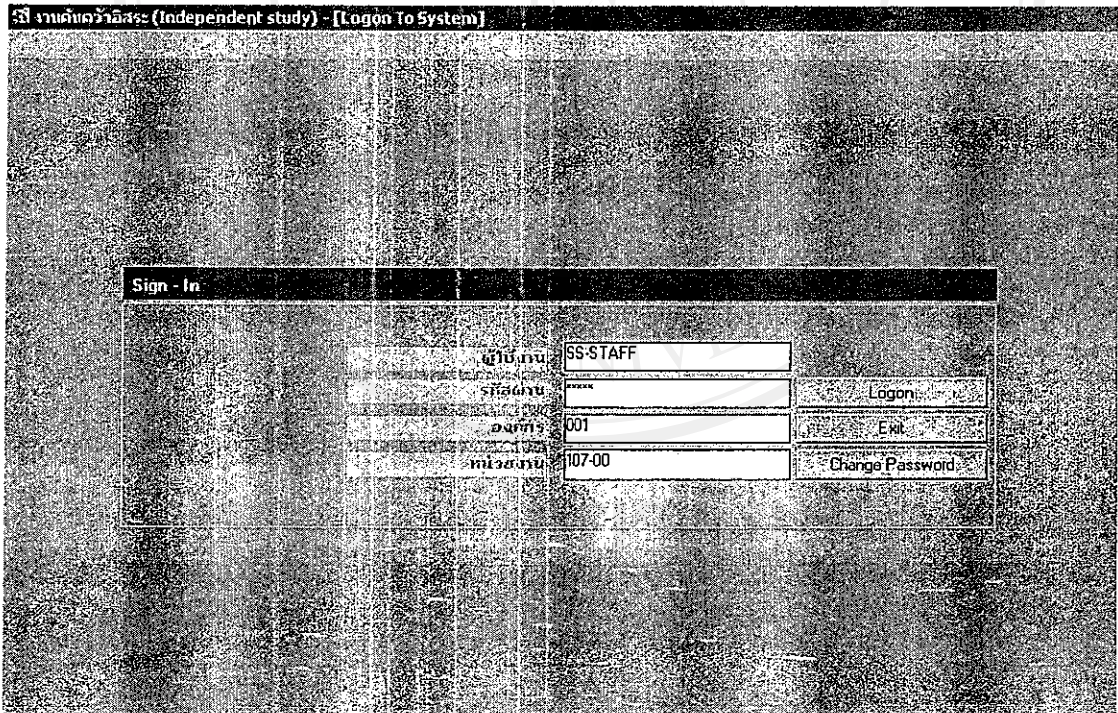 งานค้นคว้าอิสระ (Independent study) - [Logon To System]
Sign - In
ผู้ใช้งาน SS-STAFF
รหัสผ่าน ***** Logon
องค์กร 001 Exit
หน่วยงาน 107-00 Change Password